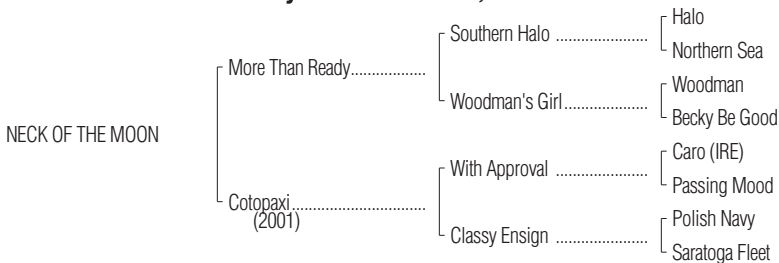 Halo
Southern Halo ......................
Northern Sea
More Than Ready..................
Woodman
Woodman's Girl....................
Becky Be Good
NECK OF THE MOON
Caro (IRE)
With Approval ......................
Passing Mood
Cotopaxi................................
(2001)
Polish Navy
Classy Ensign ......................
Saratoga Fleet